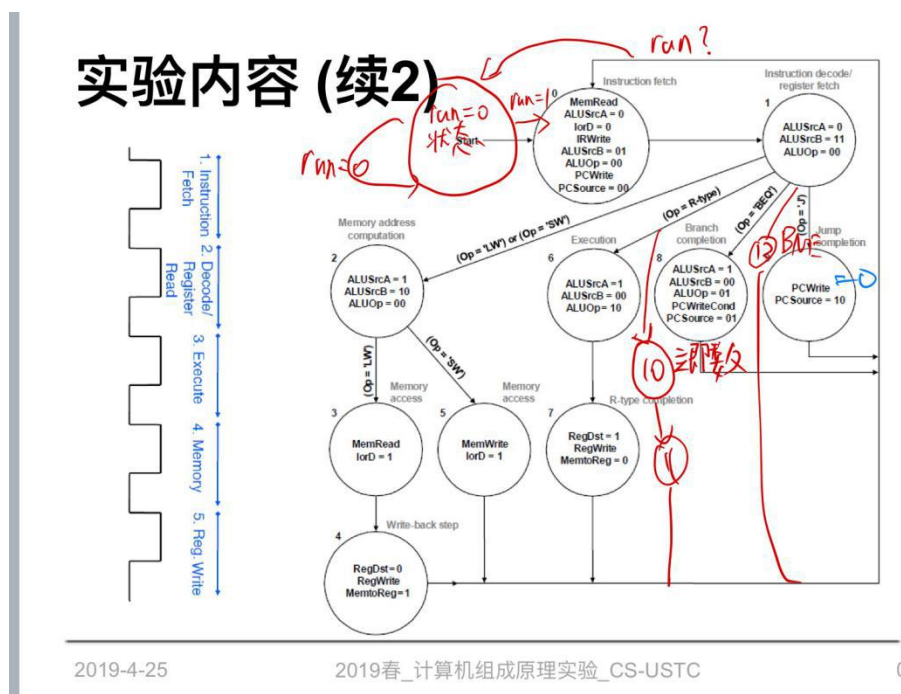 实验内容 (续2)
run?
Instruction fetch
0
MemRead
ALUSrcA = 0
IorD = 0
IRWrite
ALUSrcB = 01
ALUOp = 00
PCWrite
PCSource = 00
Instruction decode/
register fetch
1
ALUSrcA = 0
ALUSrcB = 11
ALUOp = 00
run=0
状态
Start
run=1
run=0
1. Instruction
Fetch
2. Decode/
Register
Read
3. Execute
4. Memory
5. Reg. Write
(Op = 'LW') or (Op = 'SW')
(Op = R-type)
(Op = 'BEQ')
(Op = 'J')
Memory address
computation
2
ALUSrcA = 1
ALUSrcB = 10
ALUOp = 00
Execution
6
ALUSrcA =1
ALUSrcB = 00
ALUOp= 10
Branch
completion
8
ALUSrcA = 1
ALUSrcB = 00
ALUOp = 01
PCWriteCond
PCSource = 01
12 BNE
Jump
completion
PCWrite
PCSource = 10
(Op = 'LW')
(Op = 'SW')
10 立即数
Memory
access
3
MemRead
IorD = 1
Memory
access
5
MemWrite
IorD = 1
R-type completion
7
RegDst = 1
RegWrite
MemtoReg = 0
11
Write-back step
4
RegDst=0
RegWrite
MemtoReg=1
2019-4-25
2019春_计算机组成原理实验_CS-USTC